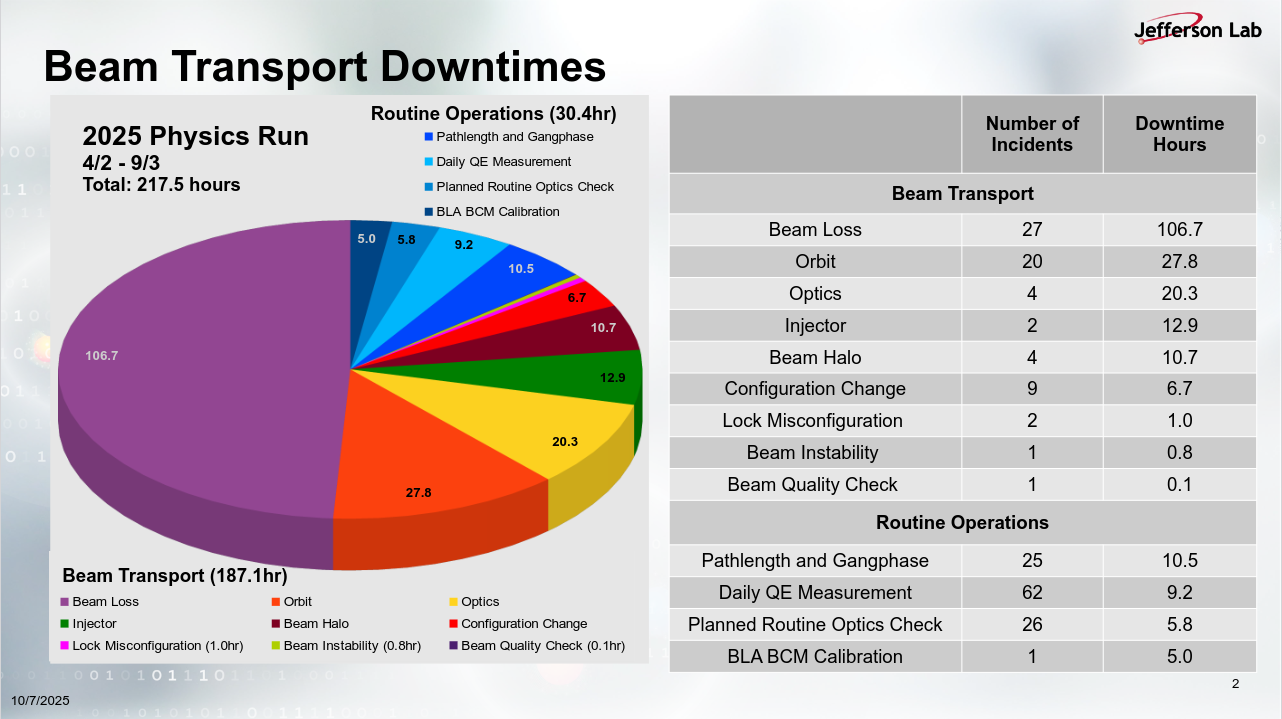 Jefferson Lab
Beam Transport Downtimes
2025 Physics Run
4/2 - 9/3
Total: 217.5 hours
Routine Operations (30.4hr)
Pathlength and Gangphase
Daily QE Measurement
Planned Routine Optics Check
BLA BCM Calibration
5.0
5.8
9.2
10.5
6.7
10.7
12.9
20.3
27.8
106.7
Beam Transport (187.1hr)
Beam Loss Orbit Optics
Injector Beam Halo Configuration Change
Lock Misconfiguration (1.0hr) Beam Instability (0.8hr) Beam Quality Check (0.1hr)
Number of Incidents Downtime Hours
Beam Transport
Beam Loss 27 106.7
Orbit 20 27.8
Optics 4 20.3
Injector 2 12.9
Beam Halo 4 10.7
Configuration Change 9 6.7
Lock Misconfiguration 2 1.0
Beam Instability 1 0.8
Beam Quality Check 1 0.1
Routine Operations
Pathlength and Gangphase 25 10.5
Daily QE Measurement 62 9.2
Planned Routine Optics Check 26 5.8
BLA BCM Calibration 1 5.0
10/7/2025
2